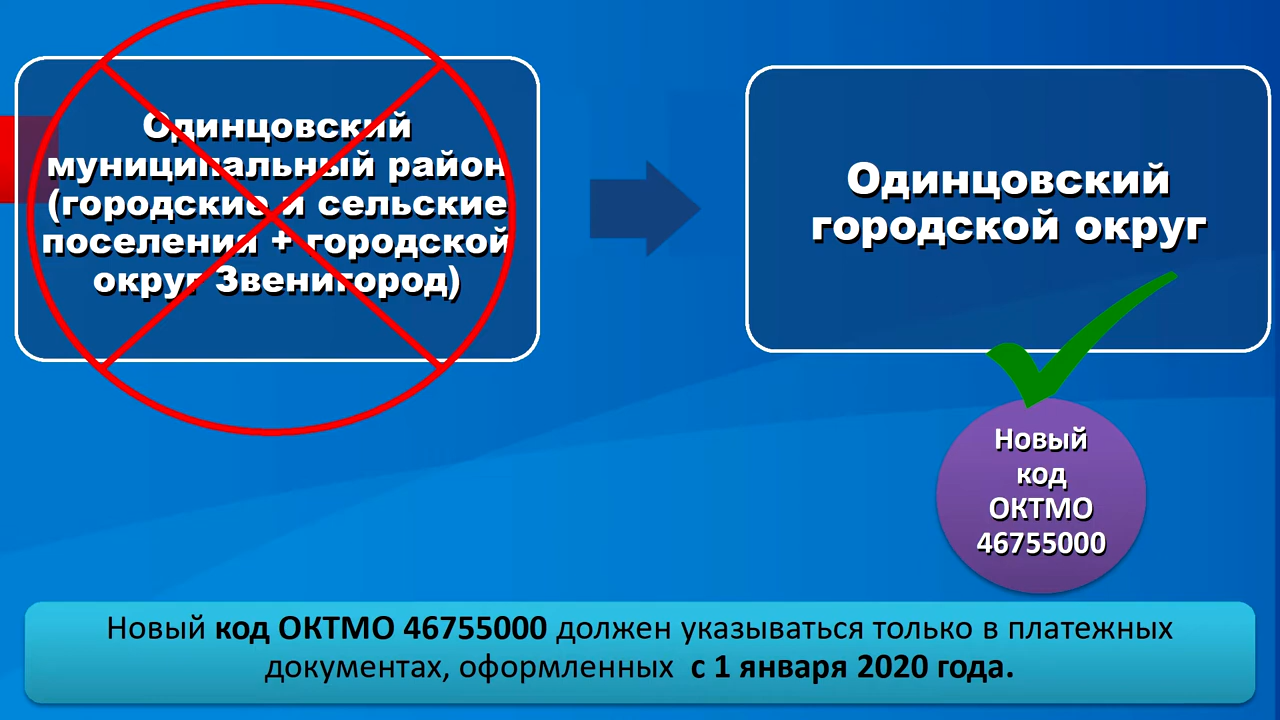 Одинцовский
муниципальный район
(городские и сельские
поселения + городской
округ Звенигород)
Одинцовский
городской округ
Новый
код
ОКТМО
46755000
Новый код ОКТМО 46755000 должен указываться только в платежных
документах, оформленных с 1 января 2020 года.